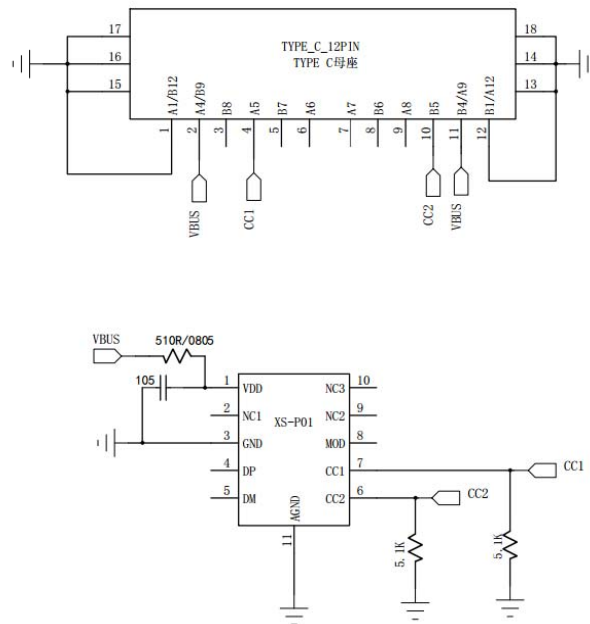 TYPE_C_12PIN
TYPE C母座
17
16
15
18
14
13
A1/B12
A4/B9
B8
A5
B7
A6
A7
B6
A8
B5
B4/A9
B1/A12
1
2
3
4
5
6
7
8
9
10
11
12
VBUS
CC1
CC2
VBUS
VBUS
510R/0805
105
XS-P01
1 VDD
2 NC1
3 GND
4 DP
5 DM
NC3 10
NC2 9
MOD 8
CC1 7
CC2 6
AGND
11
CC1
CC2
5.1K
5.1K